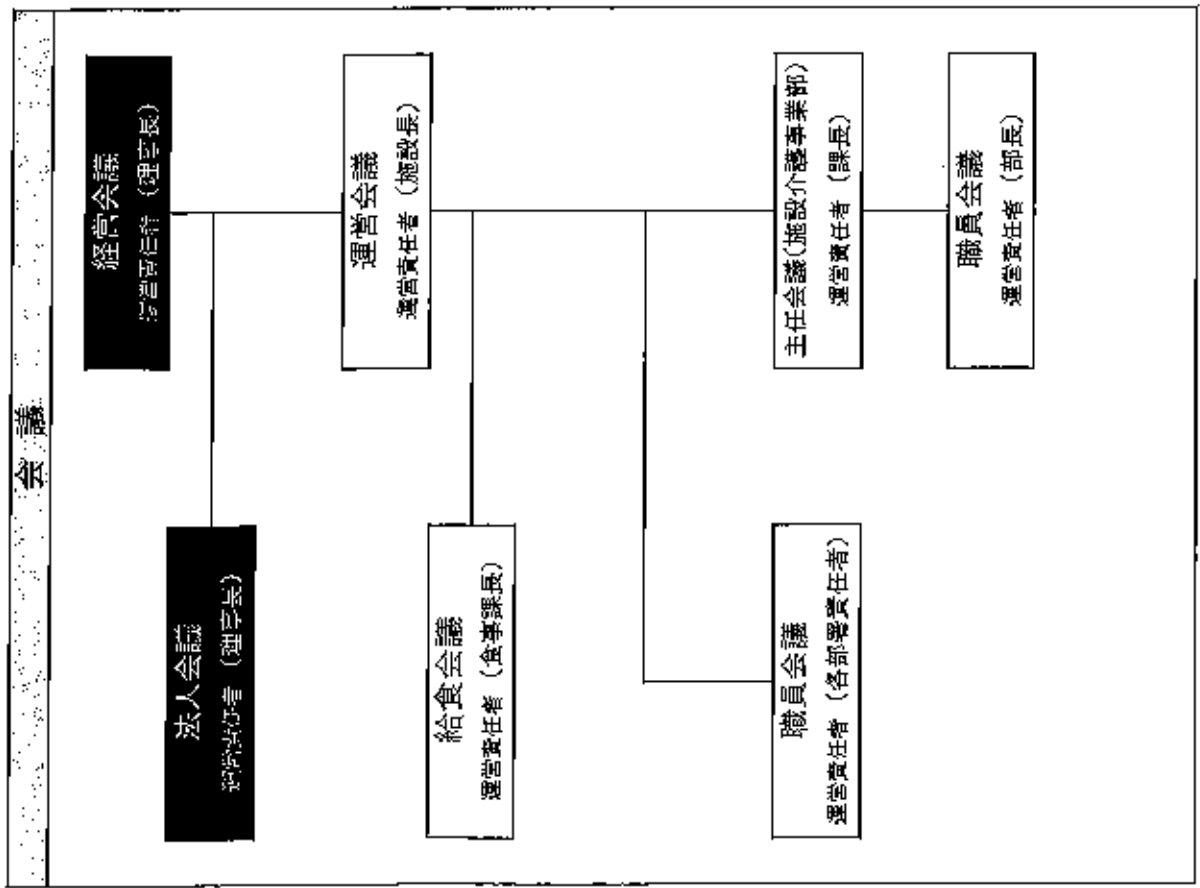 会議
経営会議
運営責任者（理事長）
法人会議
運営責任者（理事長）
運営会議
運営責任者（施設長）
給食会議
運営責任者（食事課長）
主任会議（施設介護事業部）
運営責任者（課長）
職員会議
運営責任者（各部署責任者）
職員会議
運営責任者（部長）